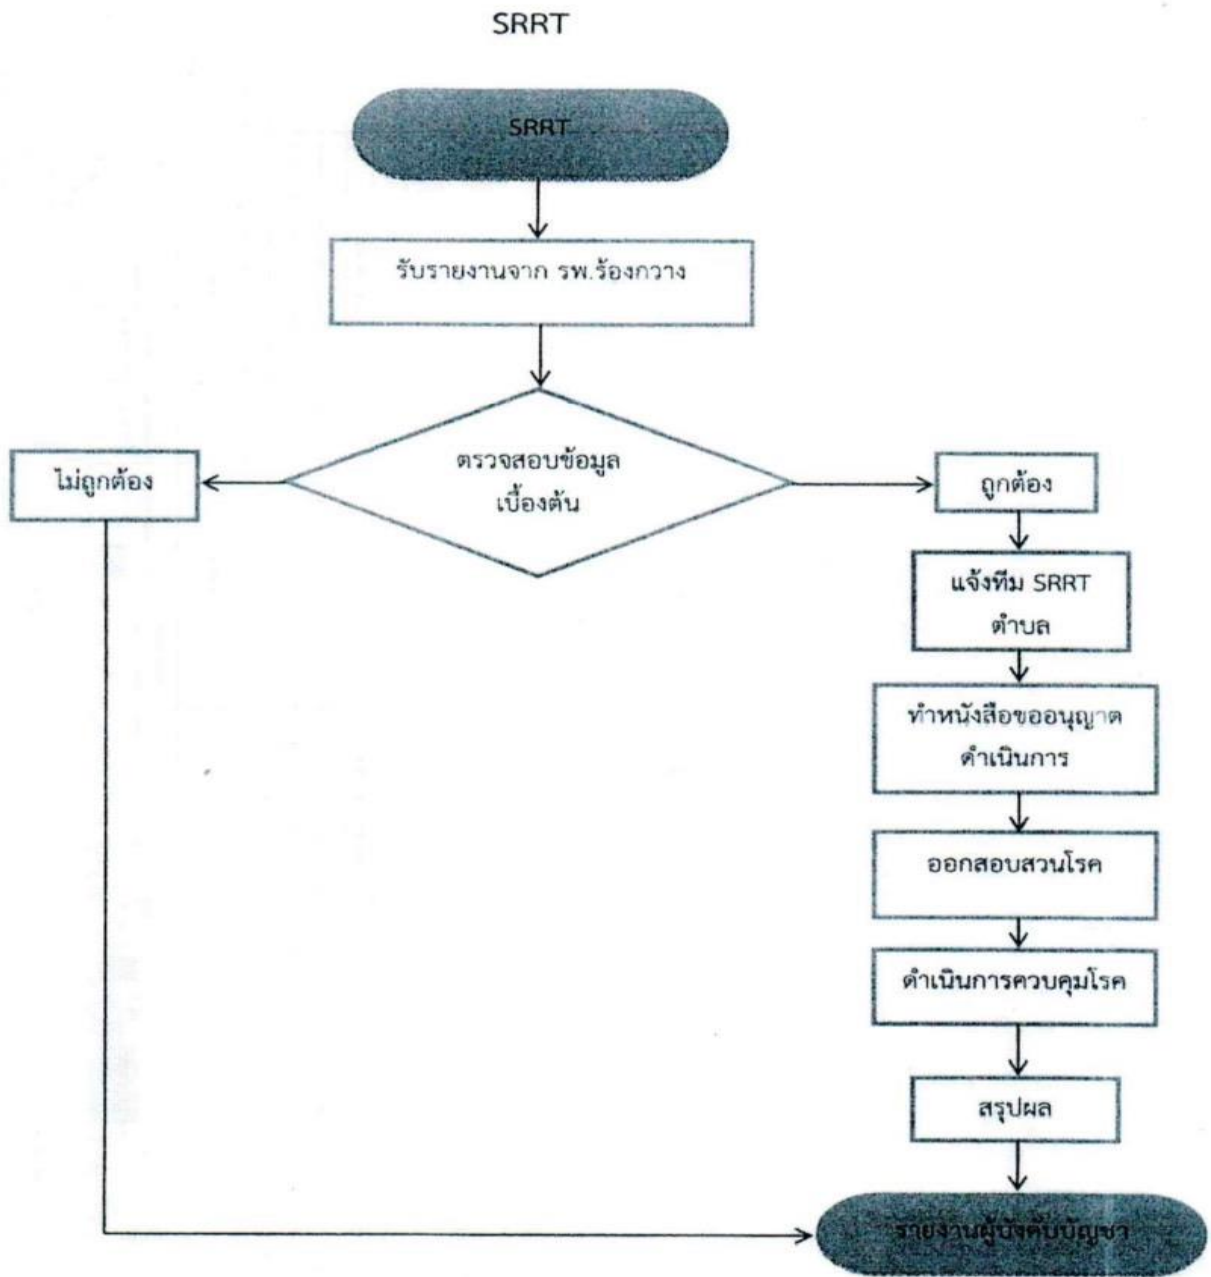 SRRT
SRRT
รับรายงานจาก รพ.ร้องกวาง
ตรวจสอบข้อมูล
เบื้องต้น
ไม่ถูกต้อง
ถูกต้อง
แจ้งทีม SRRT
ตำบล
ทำหนังสือขออนุญาต
ดำเนินการ
ออกสอบสวนโรค
ดำเนินการควบคุมโรค
สรุปผล
รายงานผู้บังคับบัญชา